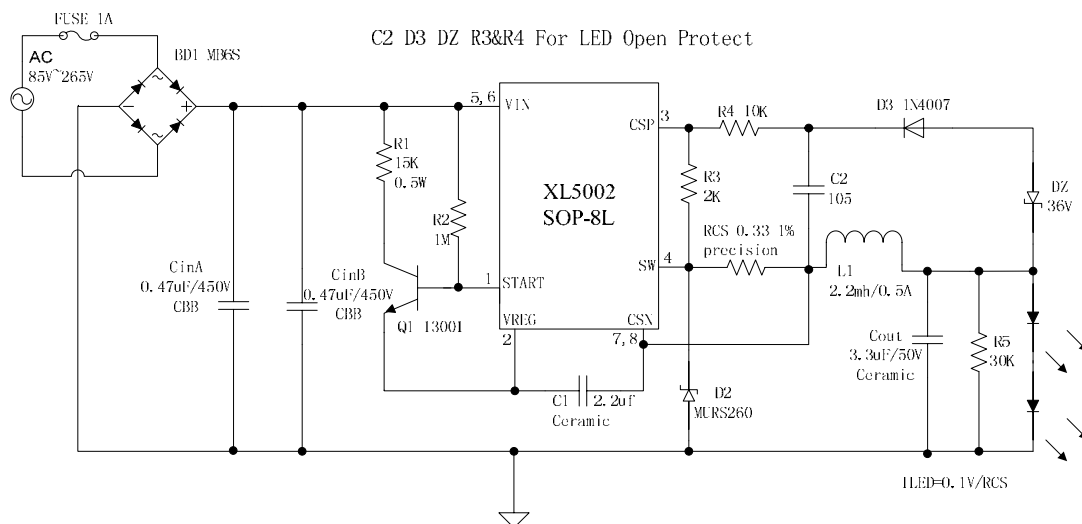 FUSE 1A
C2 D3 DZ R3&R4 For LED Open Protect
AC
85V~265V
BD1 MB6S
5,6
VIN
CSP
3
R4 10K
D3 1N4007
R1
15K
0.5W
R3
2K
C2
105
DZ
36V
XL5002
SOP-8L
R2
1M
RCS 0.33 1%
precision
SW
4
L1
2.2mh/0.5A
CinA
0.47uF/450V
CBB
CinB
0.47uF/450V
CBB
1
START
Q1 13001
VREG
2
CSN
7,8
Cout
3.3uF/50V
Ceramic
R5
30K
C1
2.2uf
Ceramic
D2
MURS260
ILED=0.1V/RCS